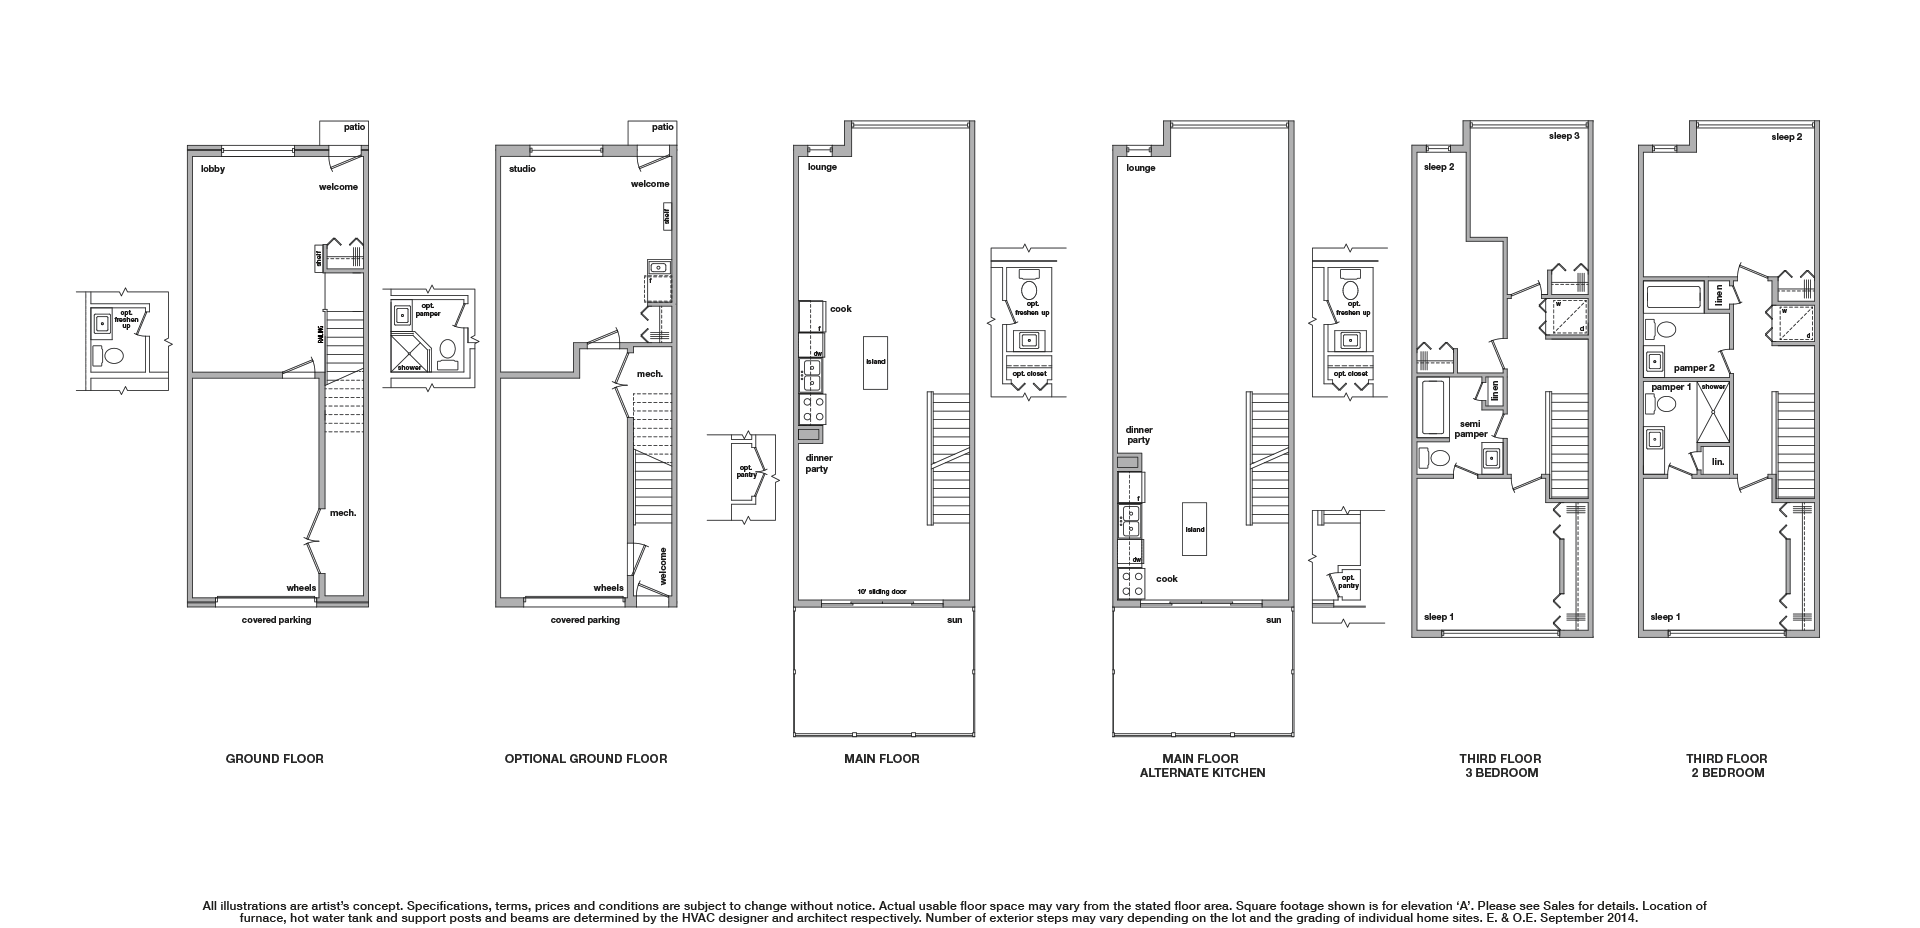 patio
lobby
welcome
shelf
RAILING
mech.
wheels
covered parking
opt.
freshen
up
GROUND FLOOR
patio
studio
welcome
shelf
f
mech.
welcome
wheels
covered parking
opt.
pamper
shower
OPTIONAL GROUND FLOOR
lounge
cook
f
dw
island
dinner
party
10' sliding door
sun
opt.
pantry
opt.
freshen up
opt. closet
MAIN FLOOR
lounge
dinner
party
f
dw
island
cook
sun
opt.
freshen up
opt. closet
opt.
pantry
MAIN FLOOR
ALTERNATE KITCHEN
sleep 3
sleep 2
w
d
linen
semi
pamper
sleep 1
THIRD FLOOR
3 BEDROOM
sleep 2
linen
w
d
pamper 2
pamper 1
shower
lin.
sleep 1
THIRD FLOOR
2 BEDROOM
All illustrations are artist’s concept. Specifications, terms, prices and conditions are subject to change without notice. Actual usable floor space may vary from the stated floor area. Square footage shown is for elevation ‘A’. Please see Sales for details. Location of
furnace, hot water tank and support posts and beams are determined by the HVAC designer and architect respectively. Number of exterior steps may vary depending on the lot and the grading of individual home sites. E. & O.E. September 2014.